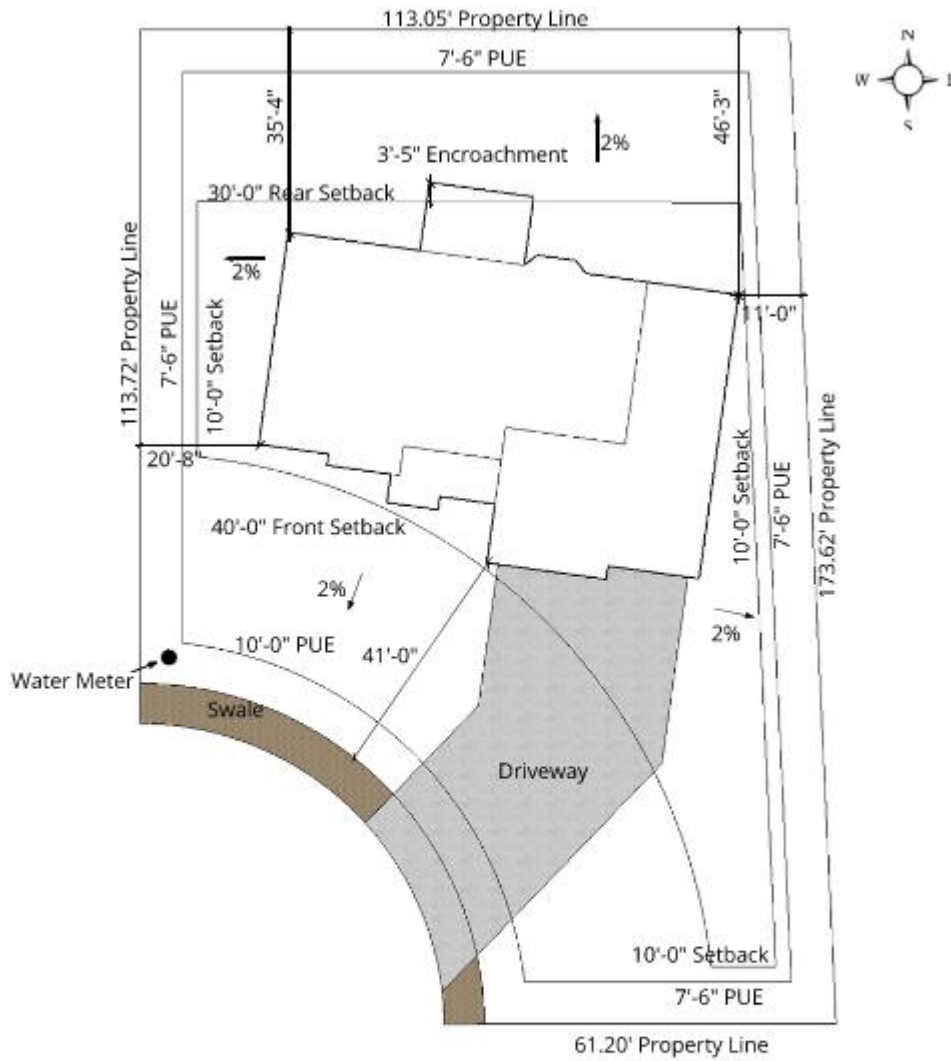 113.05' Property Line
N
W
E
S
7'-6" PUE
35'-4"
46'-3"
2%
3'-5" Encroachment
30'-0" Rear Setback
2%
113.72' Property Line
7'-6" PUE
10'-0" Setback
11'-0"
20'-8"
40'-0" Front Setback
10'-0" Setback
7'-6" PUE
173.62' Property Line
2%
2%
10'-0" PUE
41'-0"
Water Meter
Swale
Driveway
10'-0" Setback
7'-6" PUE
61.20' Property Line